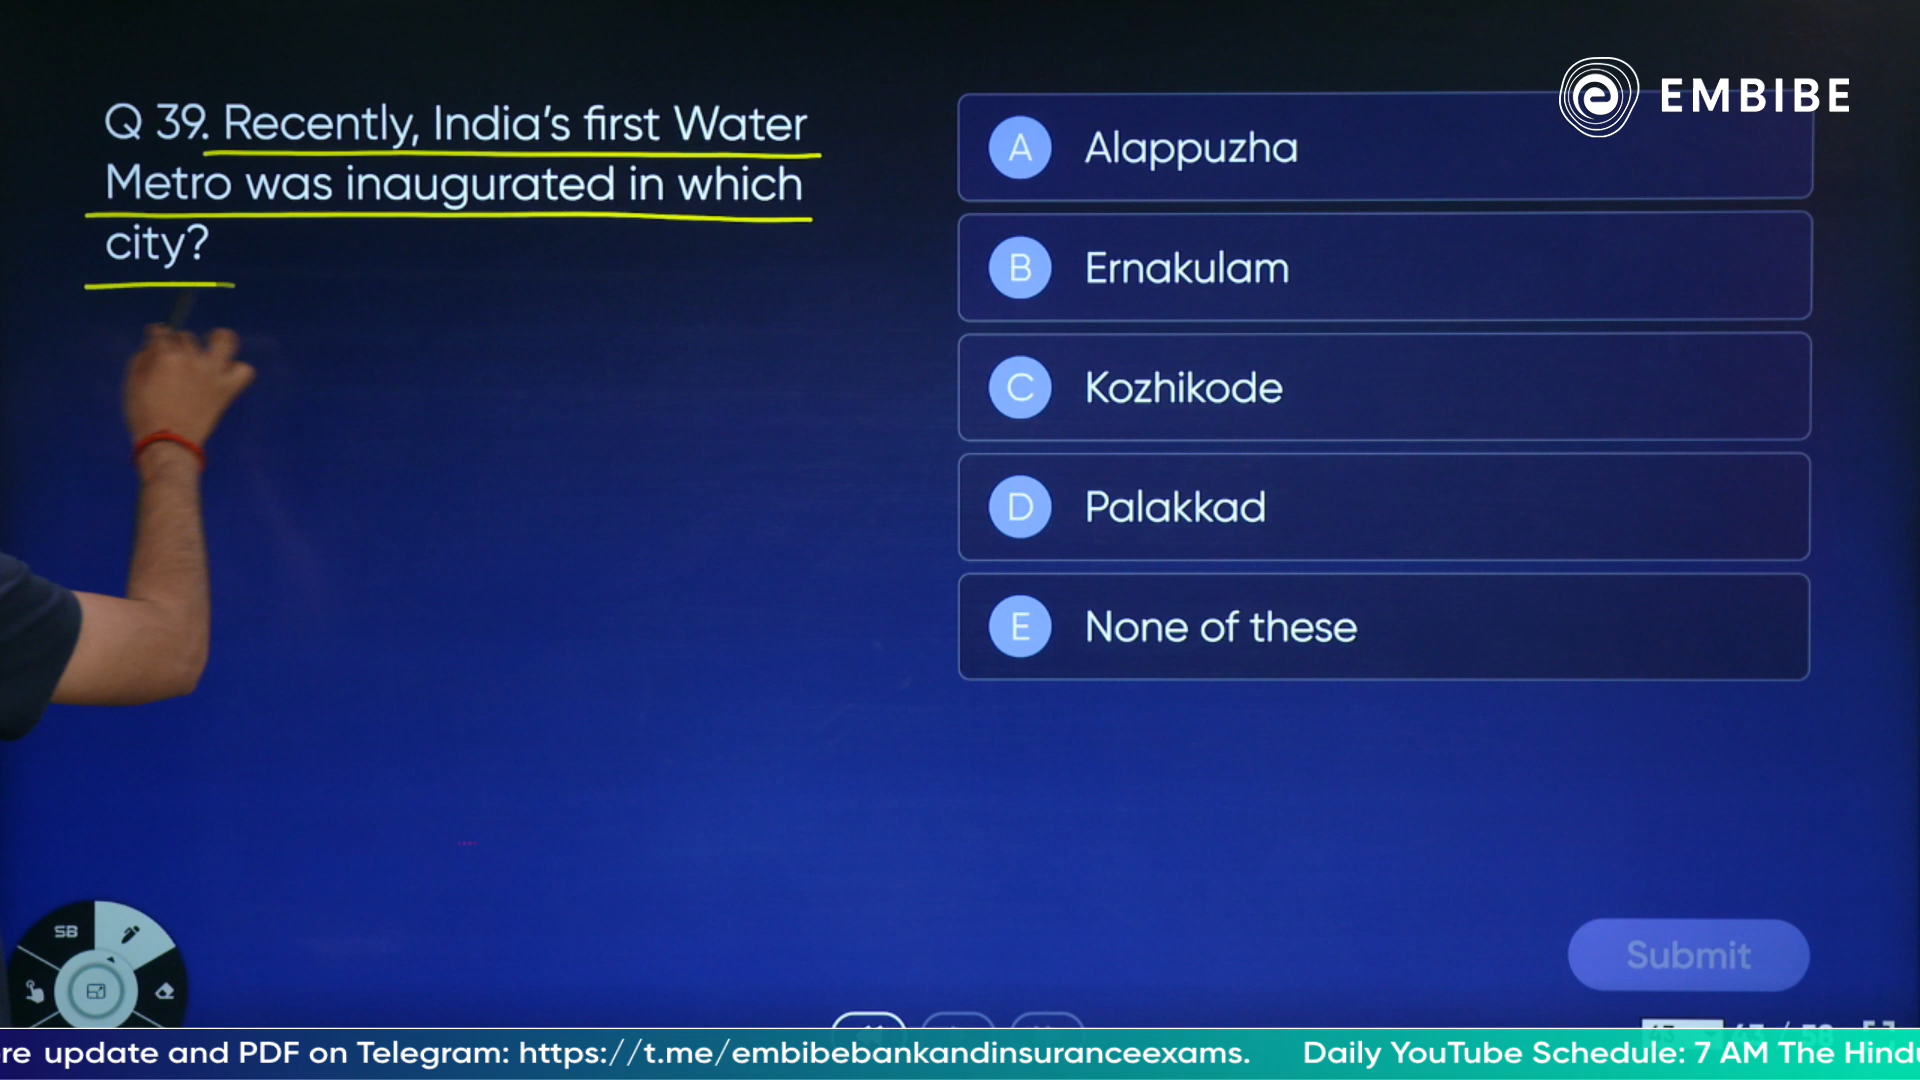 EMBIBE
Q 39. Recently, India's first Water
Metro was inaugurated in which
city?
A Alappuzha
B Ernakulam
C Kozhikode
D Palakkad
E None of these
Submit
SB
re update and PDF on Telegram: https://t.me/embibebankandinsuranceexams. Daily YouTube Schedule: 7 AM The Hindu